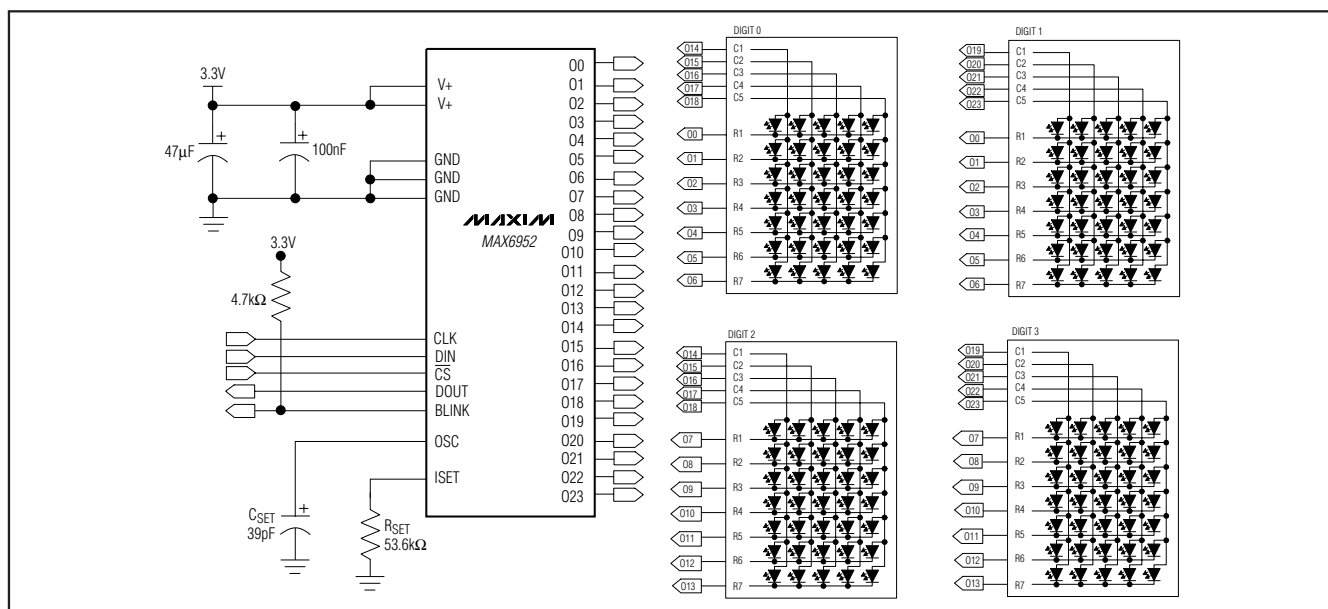 3.3V
47µF
100nF
3.3V
4.7kΩ
CSET
39pF
RSET
53.6kΩ
V+
V+
GND
GND
GND
CLK
DIN
CS
DOUT
BLINK
OSC
ISET
MAXIM
MAX6952
O0
O1
O2
O3
O4
O5
O6
O7
O8
O9
O10
O11
O12
O13
O14
O15
O16
O17
O18
O19
O20
O21
O22
O23
DIGIT 0
O14 C1
O15 C2
O16 C3
O17 C4
O18 C5
O0 R1
O1 R2
O2 R3
O3 R4
O4 R5
O5 R6
O6 R7
DIGIT 1
O19 C1
O20 C2
O21 C3
O22 C4
O23 C5
O0 R1
O1 R2
O2 R3
O3 R4
O4 R5
O5 R6
O6 R7
DIGIT 2
O14 C1
O15 C2
O16 C3
O17 C4
O18 C5
O7 R1
O8 R2
O9 R3
O10 R4
O11 R5
O12 R6
O13 R7
DIGIT 3
O19 C1
O20 C2
O21 C3
O22 C4
O23 C5
O7 R1
O8 R2
O9 R3
O10 R4
O11 R5
O12 R6
O13 R7